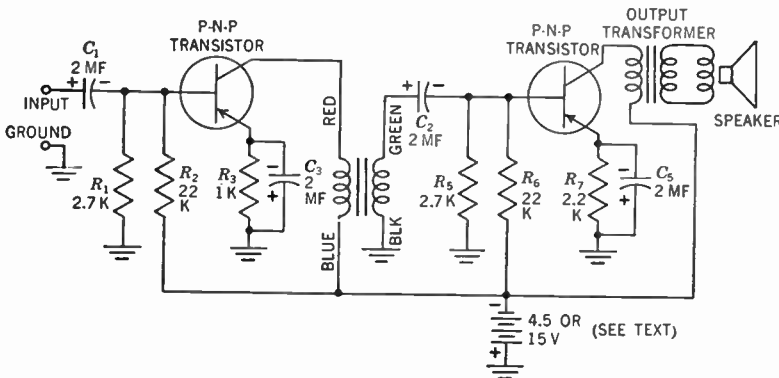 P-N-P
TRANSISTOR
P-N-P
TRANSISTOR
OUTPUT
TRANSFORMER
C1
2 MF
+ -
INPUT
GROUND
R1
2.7 K
R2
22
K
R3
1 K
-
C3
2
MF
+
RED
BLUE
GREEN
BLK
+ -
C2
2 MF
R5
2.7 K
R6
22
K
R7
2.2
K
-
C5
2 MF
+
SPEAKER
-
4.5 OR
15 V
(SEE TEXT)
+